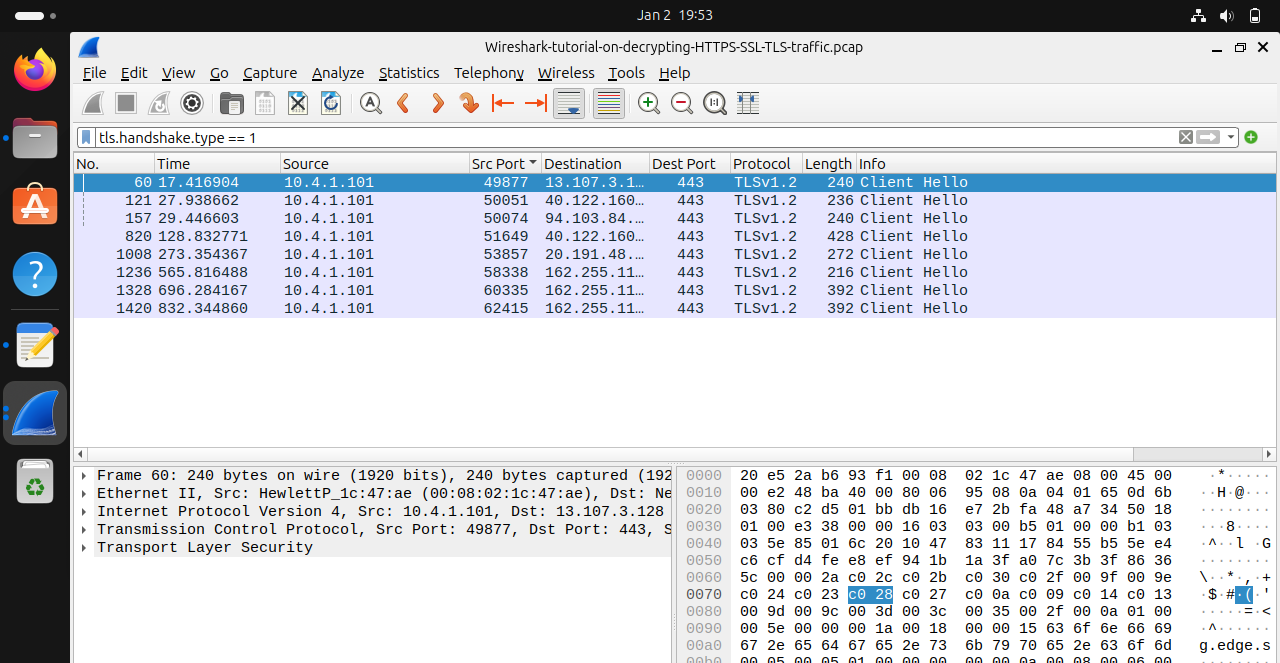 Jan 2 19:53
Wireshark-tutorial-on-decrypting-HTTPS-SSL-TLS-traffic.pcap
File Edit View Go Capture Analyze Statistics Telephony Wireless Tools Help
tls.handshake.type == 1
No. Time Source Src Port Destination Dest Port Protocol Length Info
60 17.416904 10.4.1.101 49877 13.107.3.1… 443 TLSv1.2 240 Client Hello
121 27.938662 10.4.1.101 50051 40.122.160… 443 TLSv1.2 236 Client Hello
157 29.446603 10.4.1.101 50074 94.103.84.… 443 TLSv1.2 240 Client Hello
820 128.832771 10.4.1.101 51649 40.122.160… 443 TLSv1.2 428 Client Hello
1008 273.354367 10.4.1.101 53857 20.191.48.… 443 TLSv1.2 272 Client Hello
1236 565.816488 10.4.1.101 58338 162.255.11… 443 TLSv1.2 216 Client Hello
1328 696.284167 10.4.1.101 60335 162.255.11… 443 TLSv1.2 392 Client Hello
1420 832.344860 10.4.1.101 62415 162.255.11… 443 TLSv1.2 392 Client Hello
Frame 60: 240 bytes on wire (1920 bits), 240 bytes captured (192
Ethernet II, Src: HewlettP_1c:47:ae (00:08:02:1c:47:ae), Dst: Ne
Internet Protocol Version 4, Src: 10.4.1.101, Dst: 13.107.3.128
Transmission Control Protocol, Src Port: 49877, Dst Port: 443, S
Transport Layer Security
0000 20 e5 2a b6 93 f1 00 08 02 1c 47 ae 08 00 45 00 ·*·····
0010 00 e2 48 ba 40 00 80 06 95 08 0a 04 01 65 0d 6b ··H·@···
0020 03 80 c2 d5 01 bb db 16 e7 2b fa 48 a7 34 50 18 ········
0030 01 00 e3 38 00 00 16 03 03 00 b5 01 00 00 b1 03 ···8····
0040 03 5e 85 01 6c 20 10 47 83 11 17 84 55 b5 5e e4 ·^··l ·G
0050 c6 cf d4 fe e8 ef 94 1b 1a 3f a0 7c 3b 3f 86 36 ········
0060 5c 00 00 2a c0 2c c0 2b c0 30 c0 2f 00 9f 00 9e \··*·,·+
0070 c0 24 c0 23 c0 28 c0 27 c0 0a c0 09 c0 14 c0 13 ·$·#·(·'
0080 00 9d 00 9c 00 3d 00 3c 00 35 00 2f 00 0a 01 00 ·····=·<
0090 00 5e 00 00 00 1a 00 18 00 00 15 63 6f 6e 66 69 ·^······
00a0 67 2e 65 64 67 65 2e 73 6b 79 70 65 2e 63 6f 6d g.edge.s